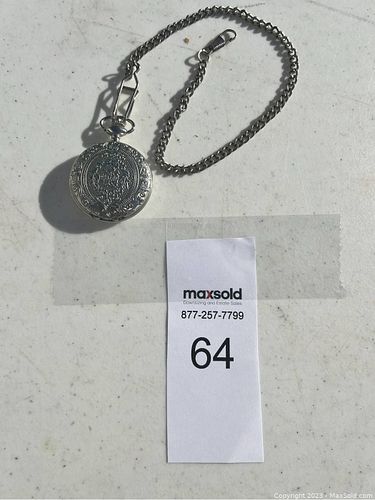 maxsold
Downsizing and Estate Sales
877-257-7799
64
Copyright 2023 - MaxSold.com